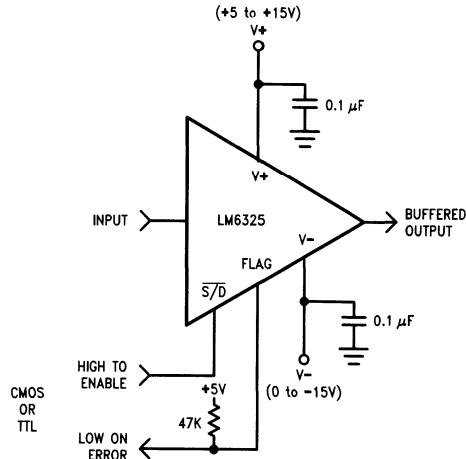 (+5 to +15V)
V+
0.1 μF
V+
INPUT
LM6325
BUFFERED
OUTPUT
V-
FLAG
S/D
0.1 μF
HIGH TO
ENABLE
+5V
V-
(0 to -15V)
CMOS
OR
TTL
47K
LOW ON
ERROR